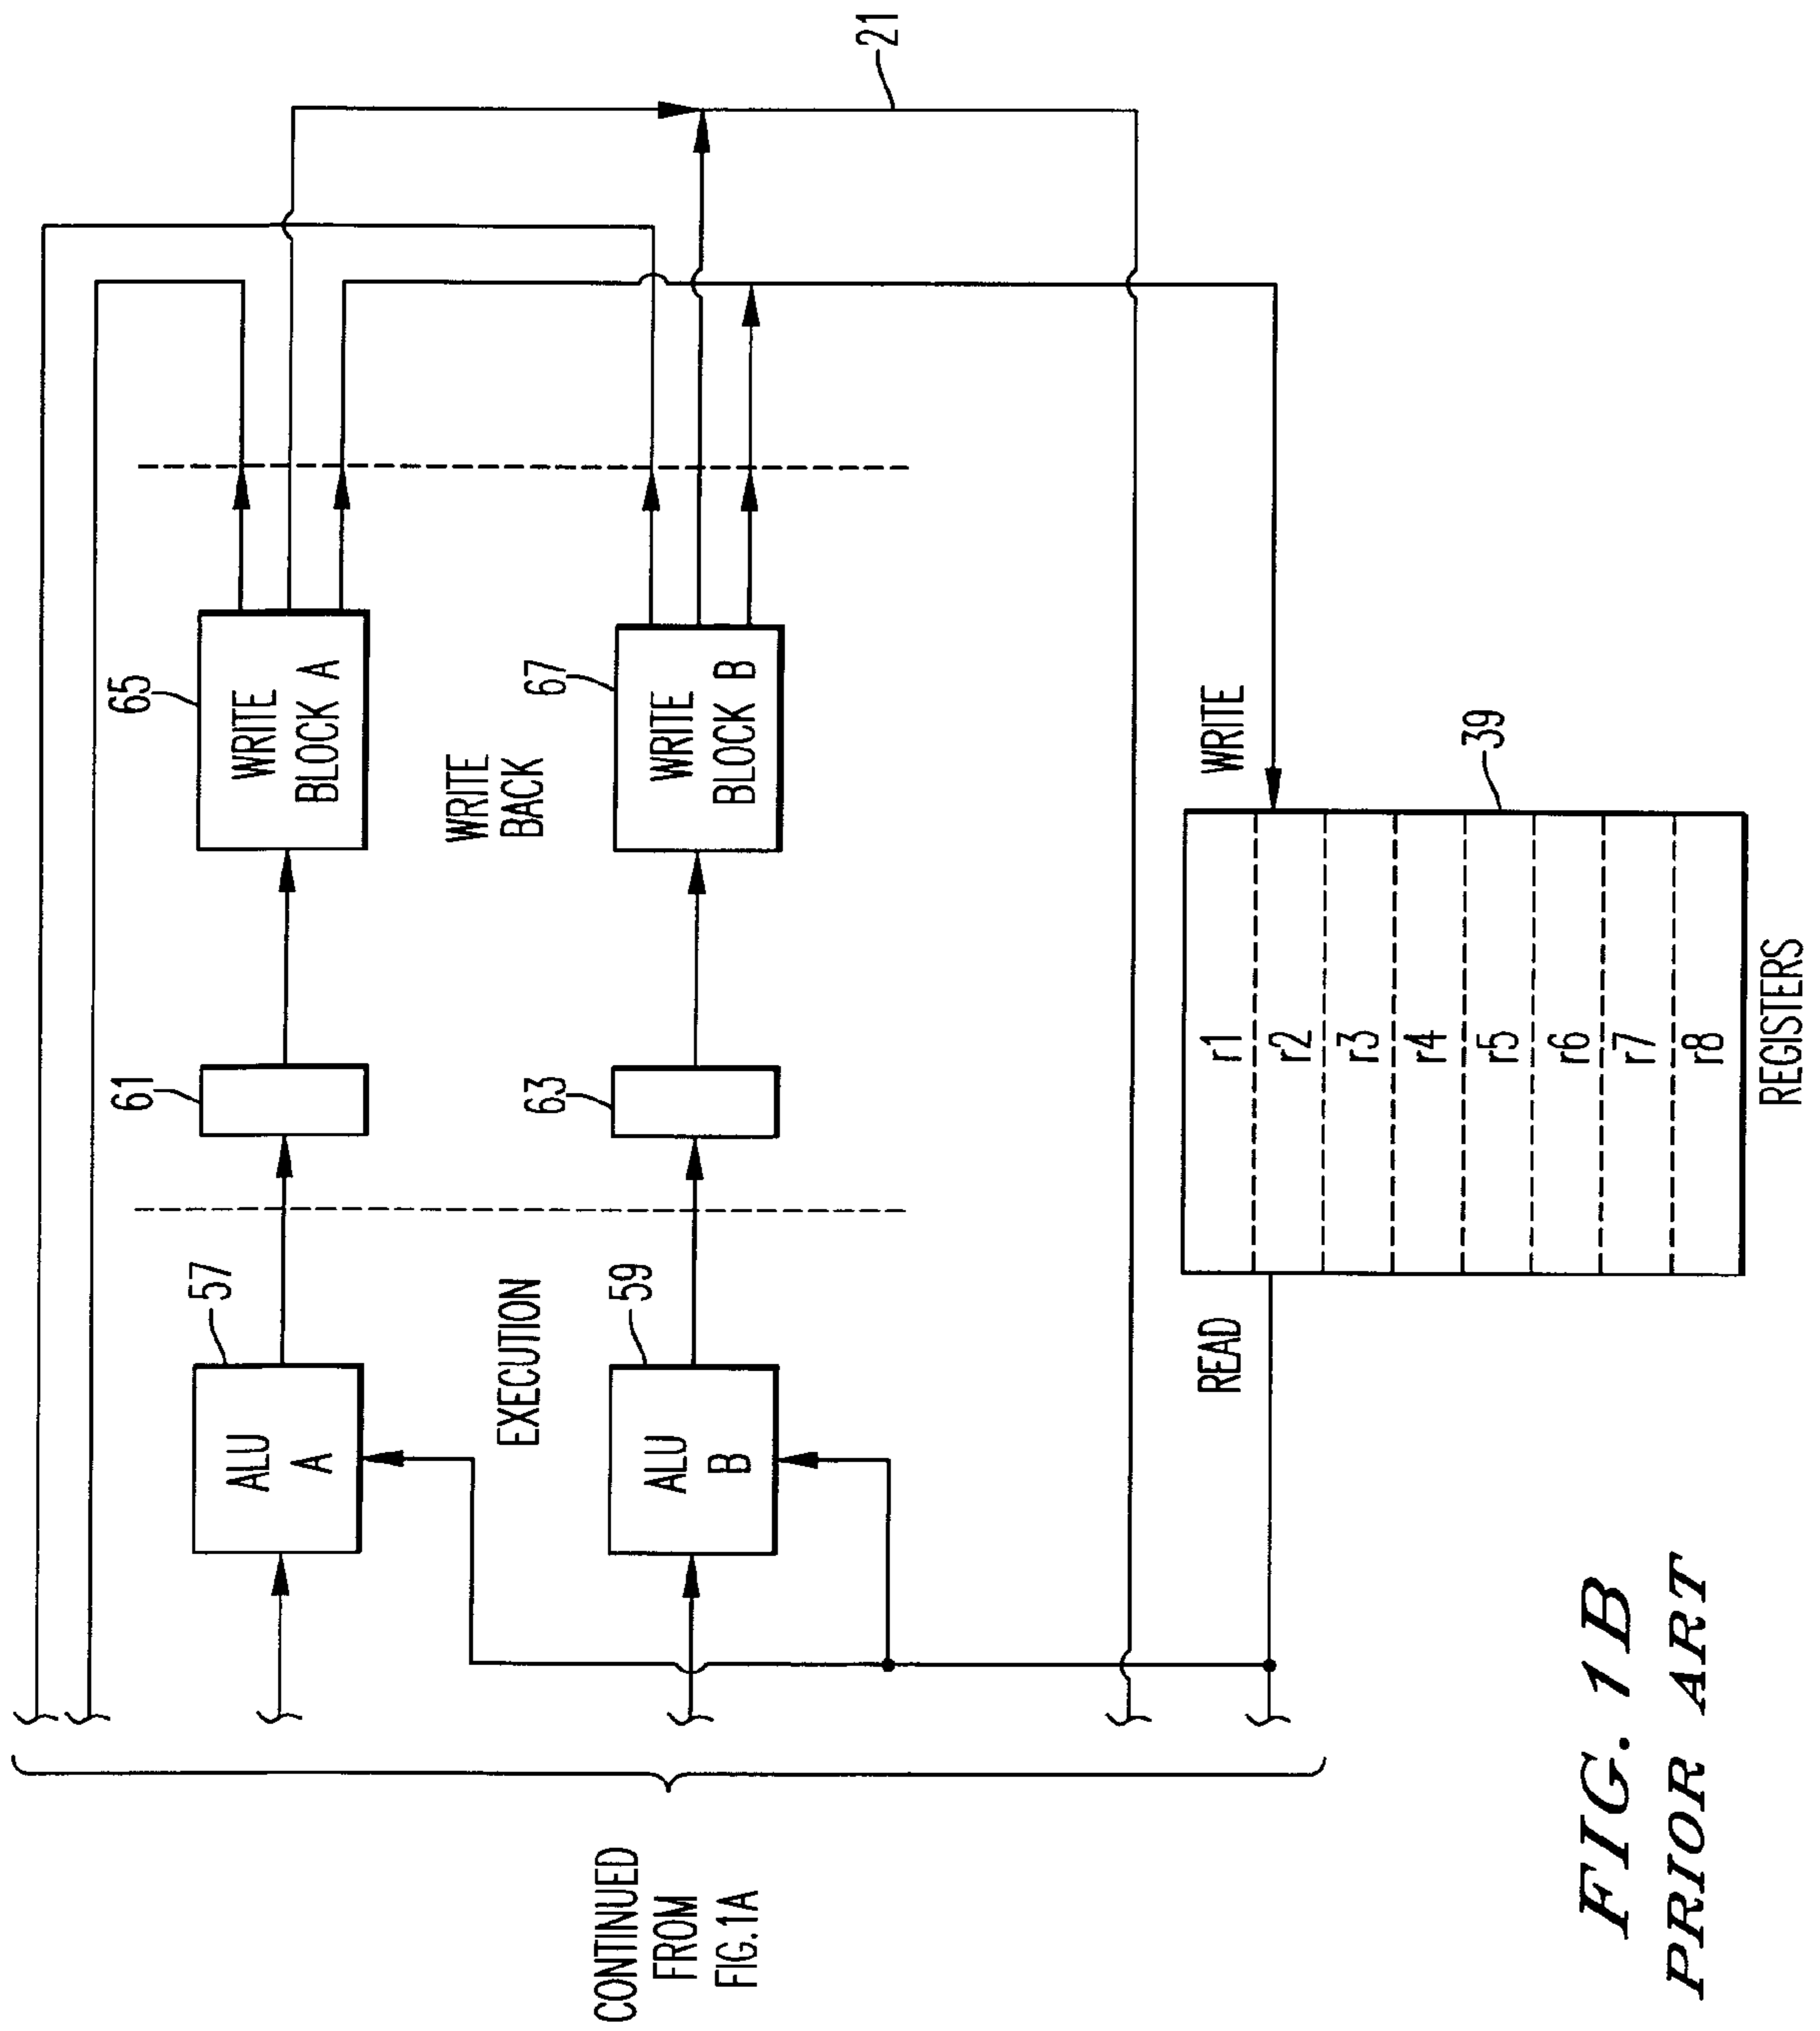 CONTINUED
FROM
FIG.1A
57
ALU
A
61
65
WRITE
BLOCK A
EXECUTION
WRITE
BACK
59
ALU
B
63
67
WRITE
BLOCK B
21
READ
WRITE
39
r1
r2
r3
r4
r5
r6
r7
r8
REGISTERS
FIG. 1B
PRIOR ART